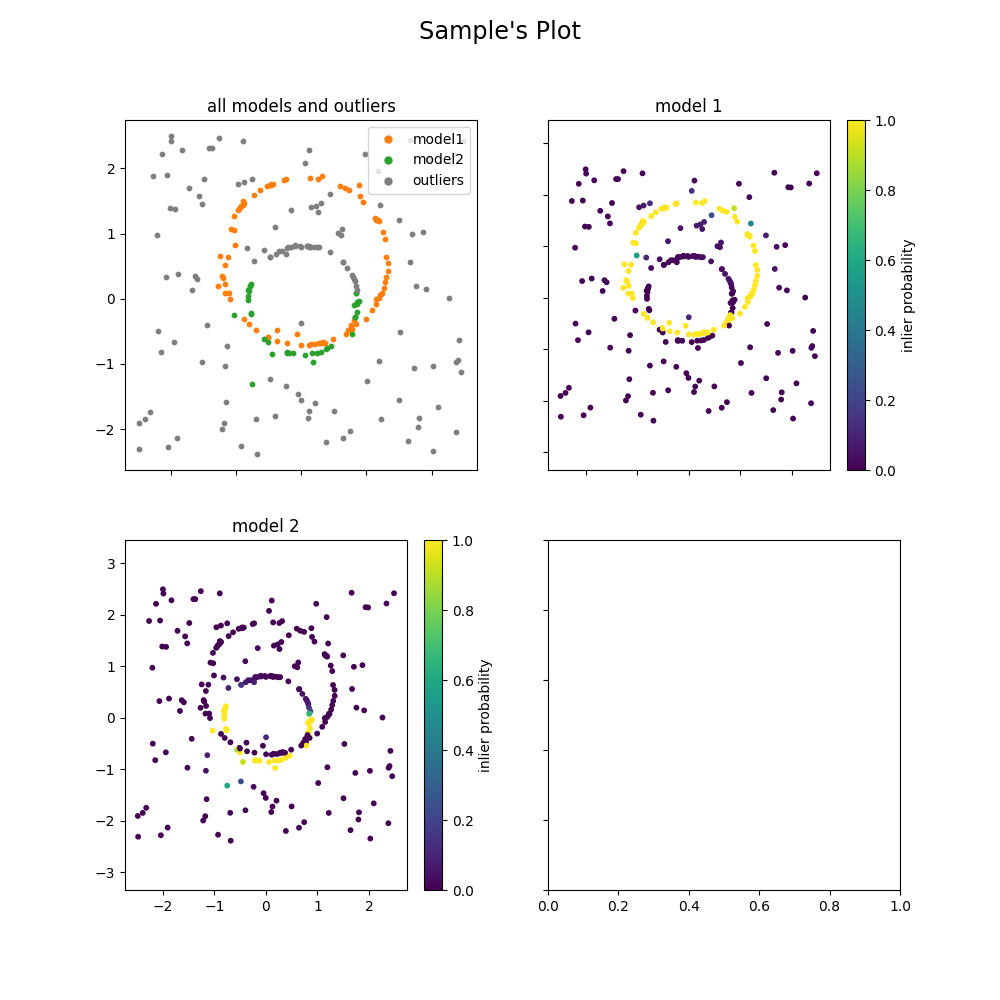 Sample's Plot
all models and outliers
model1
model2
outliers
2
1
0
−1
−2
model 1
1.0
0.8
0.6
0.4
0.2
0.0
inlier probability
model 2
3
2
1
0
−1
−2
−3
−2 −1 0 1 2
1.0
0.8
0.6
0.4
0.2
0.0
inlier probability
0.0 0.2 0.4 0.6 0.8 1.0